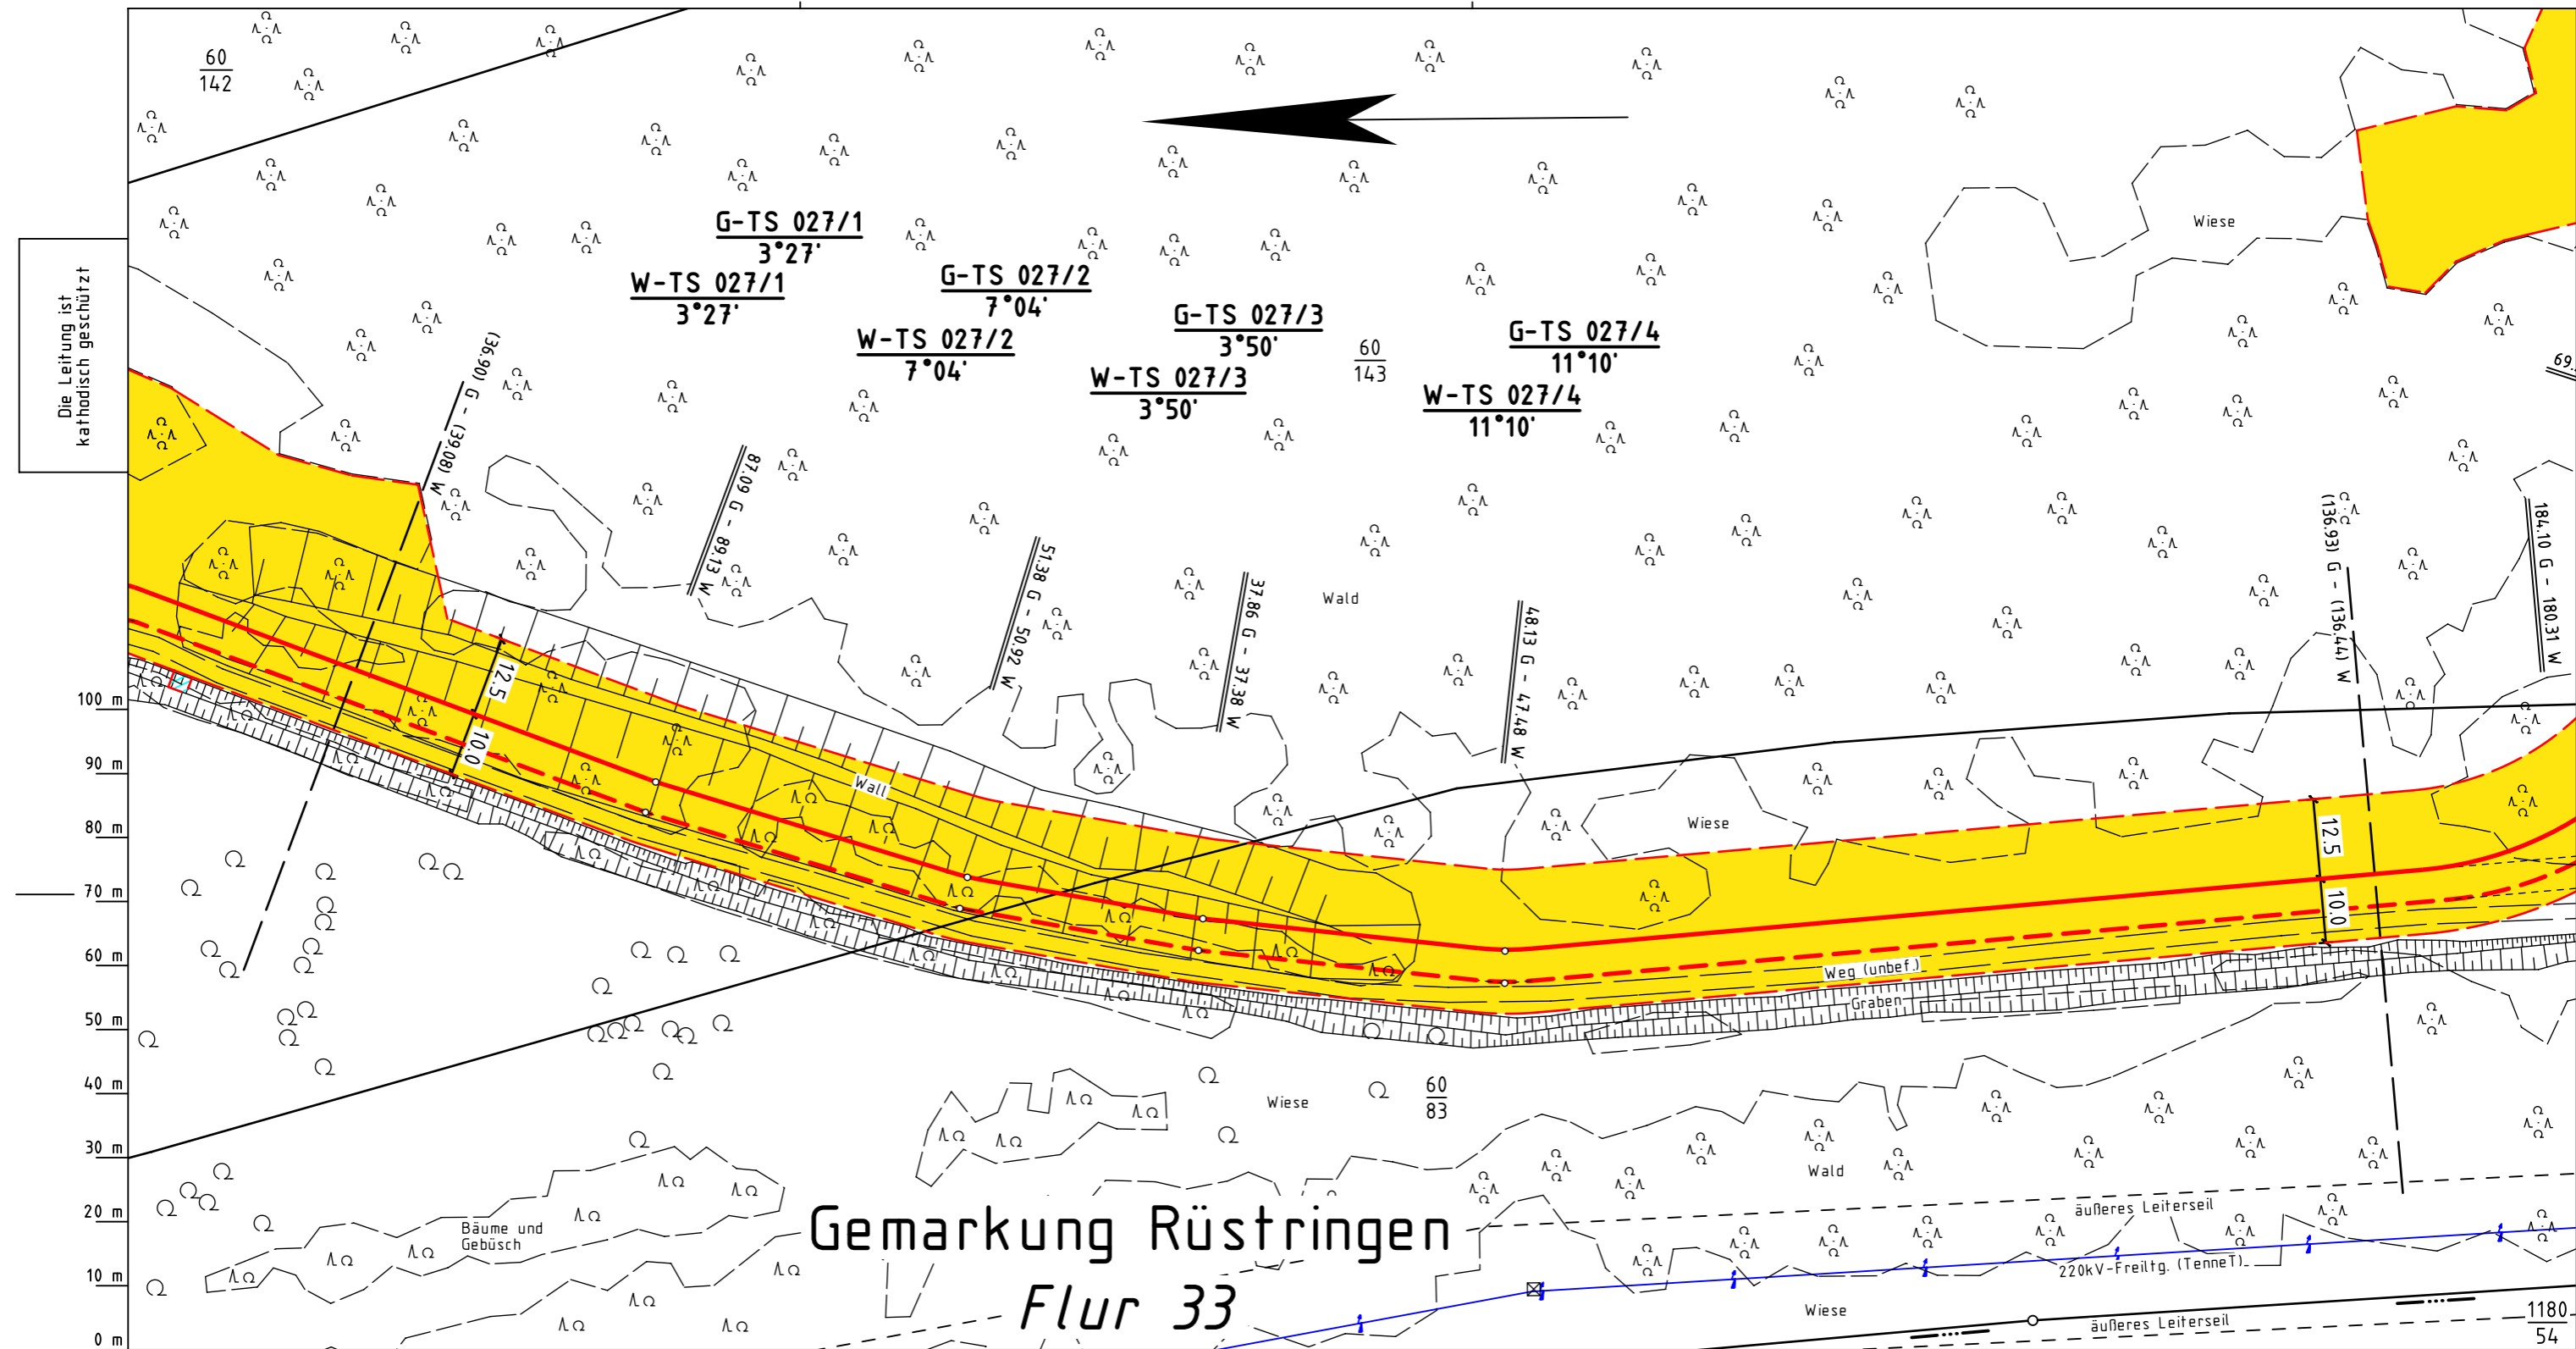 60
142
G-TS 027/1
3°27'
W-TS 027/1
3°27'
G-TS 027/2
7°04'
W-TS 027/2
7°04'
G-TS 027/3
3°50'
W-TS 027/3
3°50'
60
143
G-TS 027/4
11°10'
W-TS 027/4
11°10'
Wiese
69.
Die Leitung ist
kathodisch geschützt
(36.90) G - (39.08) W
87.09 G - 89.13 W
51.38 G - 50.92 W
37.86 G - 37.38 W
48.13 G - 47.48 W
(136.93) G - (136.44) W
184.10 G - 180.31 W
Wald
12.5
10.0
Wall
Wiese
12.5
10.0
Weg (unbef.)
Graben
100 m
90 m
80 m
70 m
60 m
50 m
40 m
30 m
20 m
10 m
0 m
Wiese
60
83
Wald
Bäume und
Gebüsch
Gemarkung Rüstringen
Flur 33
äußeres Leiterseil
220kV-Freiltg. (TenneT)
Wiese
äußeres Leiterseil
1180
54